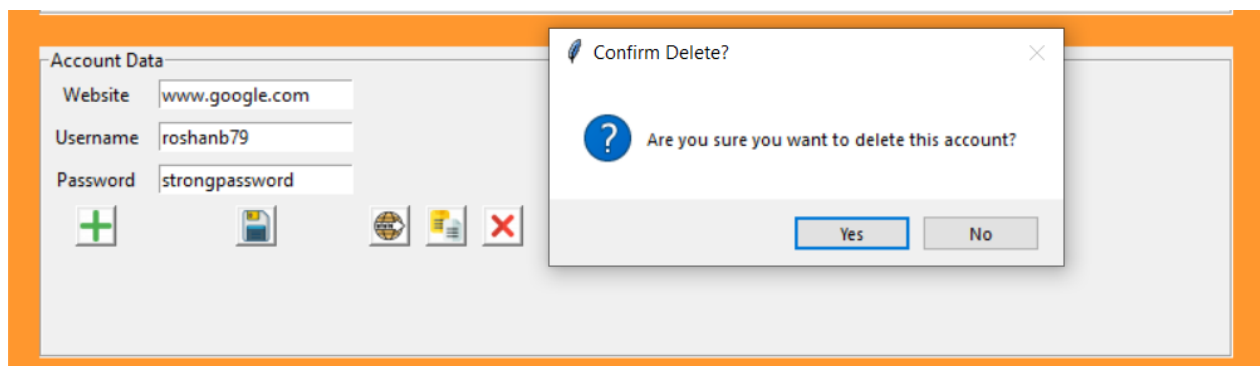 Account Data
Website www.google.com
Username roshanb79
Password strongpassword
Confirm Delete?
Are you sure you want to delete this account?
Yes No